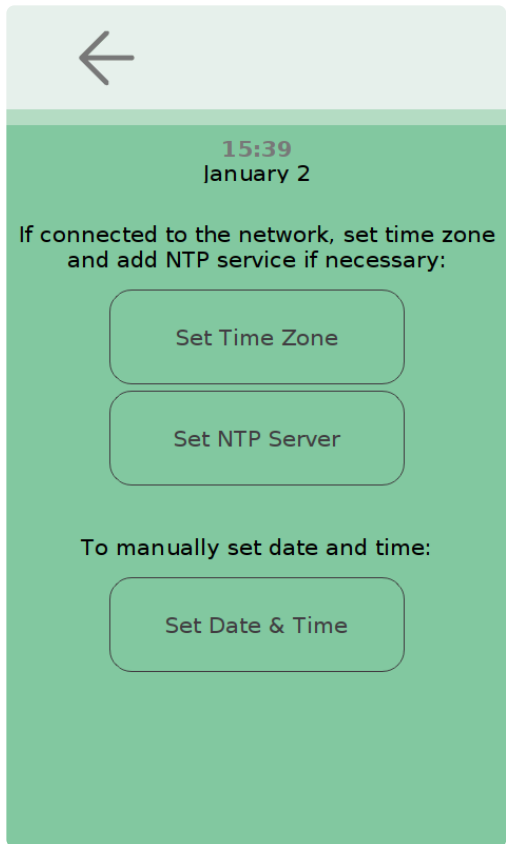 15:39
January 2
If connected to the network, set time zone
and add NTP service if necessary:
Set Time Zone
Set NTP Server
To manually set date and time:
Set Date & Time